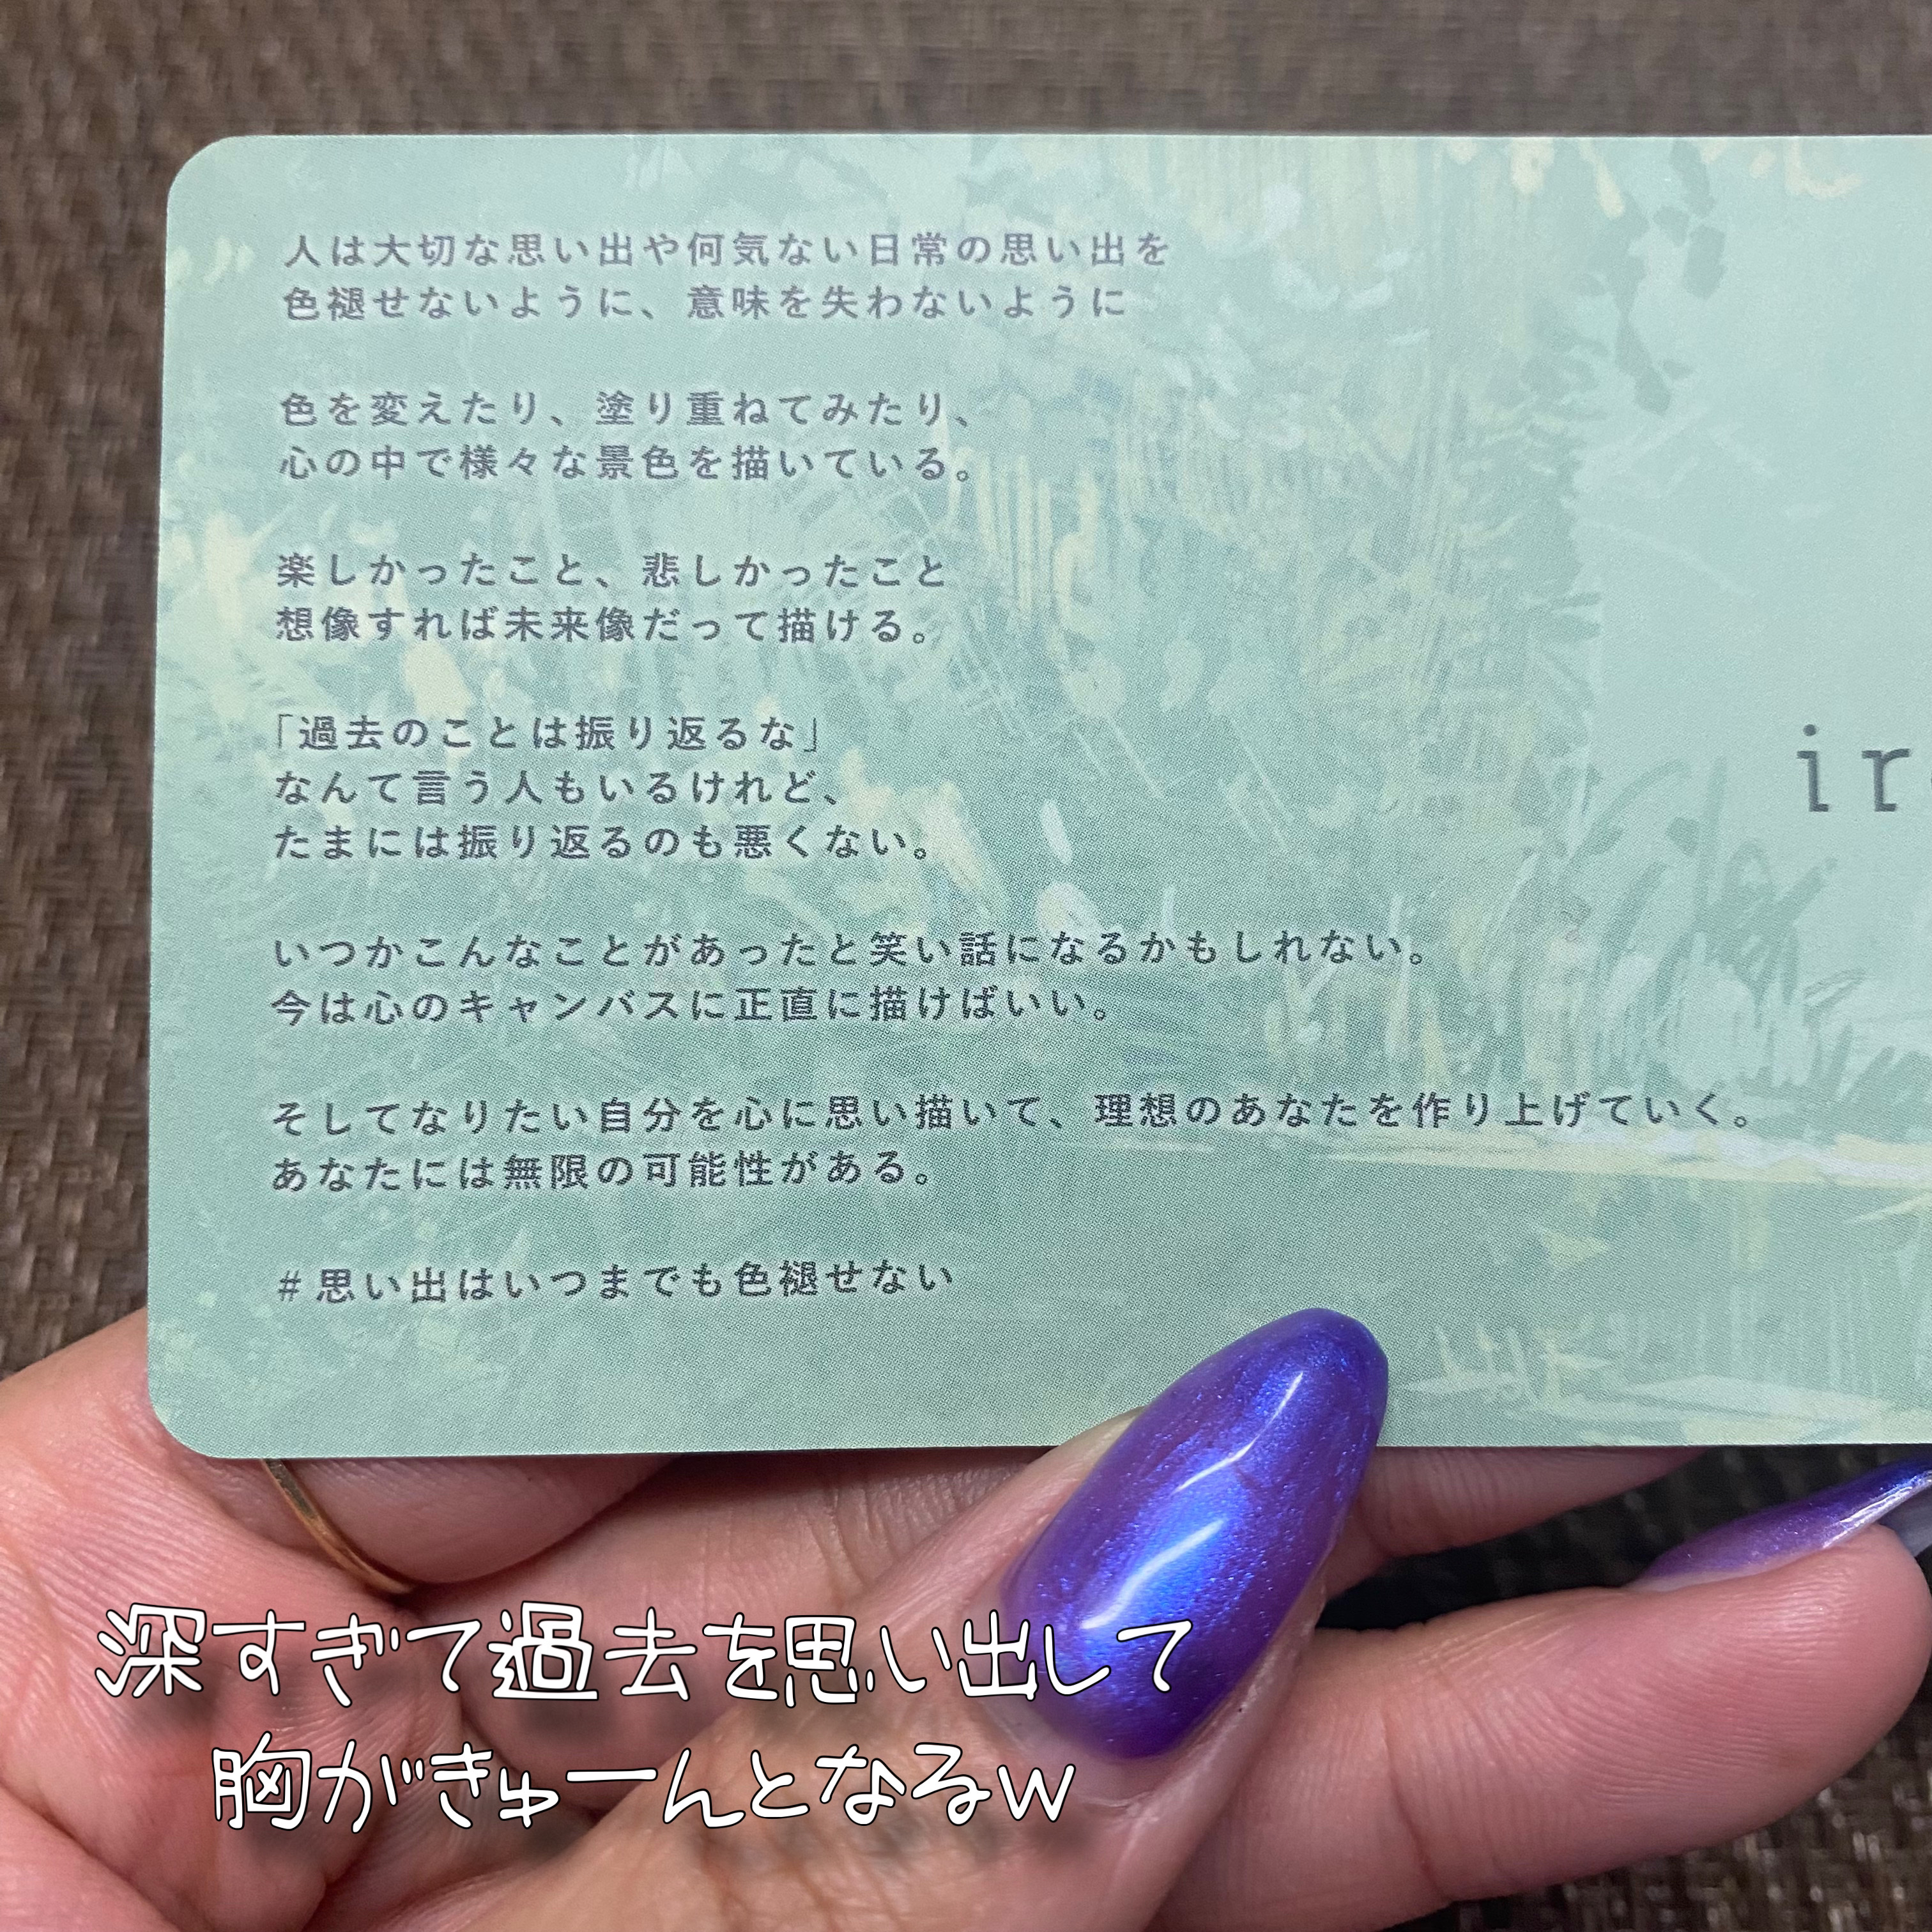 人は大切な思い出や何気ない日常の思い出を
色褪せないように、意味を失わないように
色を変えたり、塗り重ねてみたり、
心の中で様々な景色を描いている。
楽しかったこと、悲しかったこと
想像すれば未来像だって描ける。
「過去のことは振り返るな」
なんて言う人もいるけれど、
たまには振り返るのも悪くない。
いつかこんなことがあったと笑い話になるかもしれない。
今は心のキャンバスに正直に描けばいい。
そしてなりたい自分を心に思い描いて、理想のあなたを作り上げていく。
あなたには無限の可能性がある。
#思い出はいつまでも色褪せない
ir
深すぎて過去を思い出して
胸がきゅーんとなるw